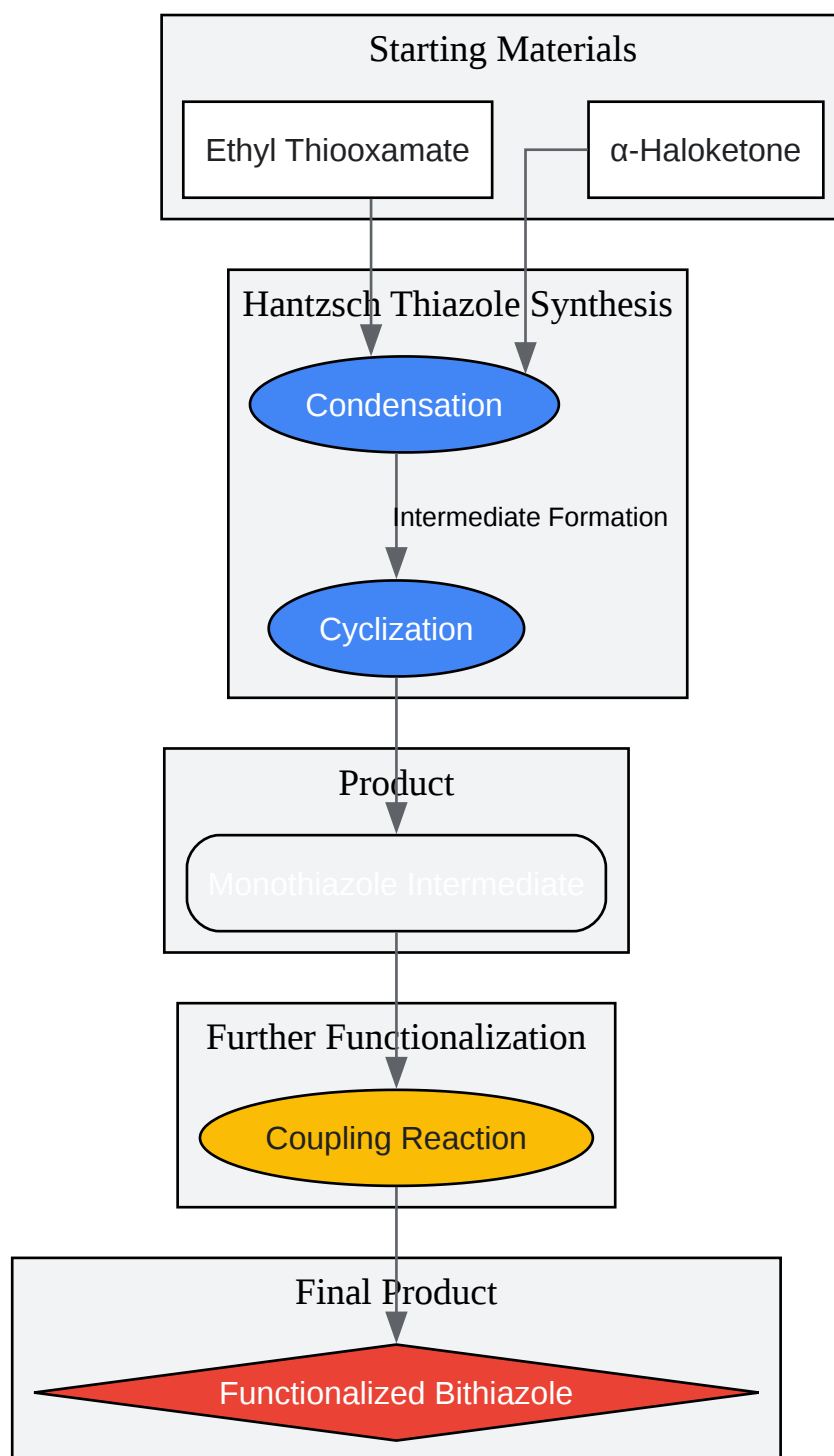 Starting Materials
Ethyl Thiooxamate
α-Haloketone
Hantzsch Thiazole Synthesis
Condensation
Intermediate Formation
Cyclization
Product
Monothiazole Intermediate
Further Functionalization
Coupling Reaction
Final Product
Functionalized Bithiazole